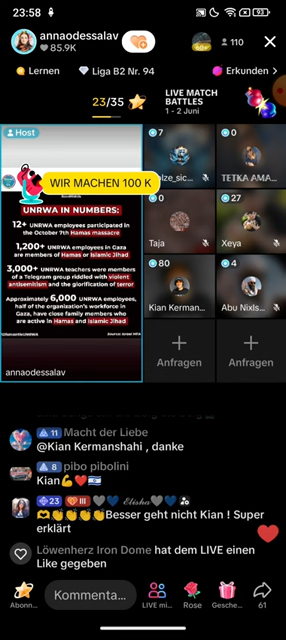 23:58
93
annaodessalav
85.9K
60+
110
Lernen
Liga B2 Nr. 94
Erkunden
23/35
LIVE MATCH
BATTLES
1 - 2 Juni
Host
7
0
WIR MACHEN 100 K
TETKA AMA...
UNRWA IN NUMBERS:
12+ UNRWA employees participated
in the October 7th Hamas massacre
1,200+ UNRWA employees in Gaza
are members of Hamas or Islamic Jihad
3,000+ UNRWA teachers were members
of a Telegram group riddled with violent
antisemitism and the glorification of terror
Approximately 6,000 UNRWA employees,
half of the organization's workforce in
Gaza, have close family members who
are active in Hamas and Islamic Jihad
annaodessalav
0
27
Taja
Xeya
80
4
Kian Kerman...
Abu Nixls...
Anfragen
Anfragen
11 Macht der Liebe
@Kian Kermanshahi , danke
8 pibo pibolini
Kian💪❤️🇮🇱
23 III 🩶💙 Elisha 🩶💙
🫶👏👏👏👏Besser geht nicht Kian ! Super
erklärt
Löwenherz Iron Dome hat dem LIVE einen
Like gegeben
Abonn...
Kommenta...
LIVE mi...
Rose
Gesche...
61